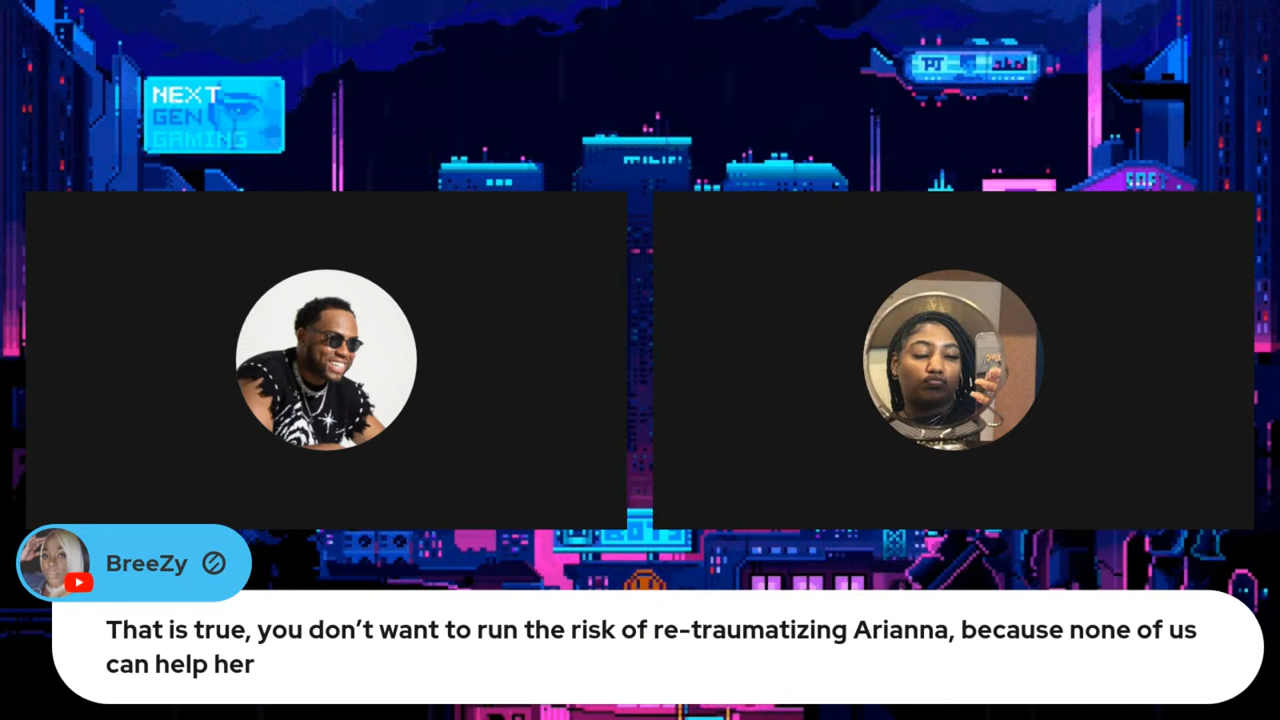 NEXT
GEN
GAMING
BreeZy
That is true, you don't want to run the risk of re-traumatizing Arianna, because none of us
can help her